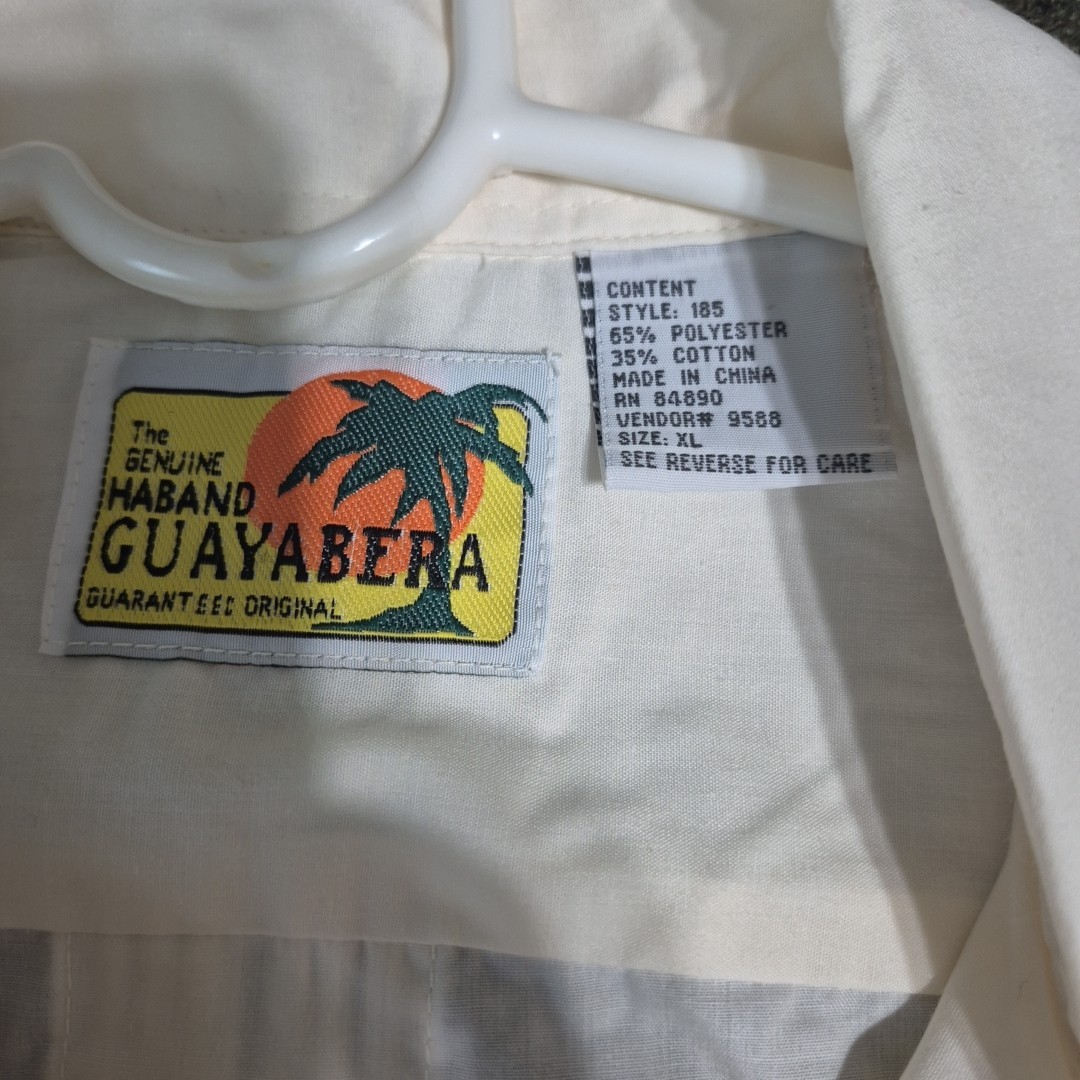 The
GENUINE
HABAND
GUAYABERA
GUARANTEED ORIGINAL
CONTENT
STYLE: 185
65% POLYESTER
35% COTTON
MADE IN CHINA
RN 84890
VENDOR# 9588
SIZE: XL
SEE REVERSE FOR CARE